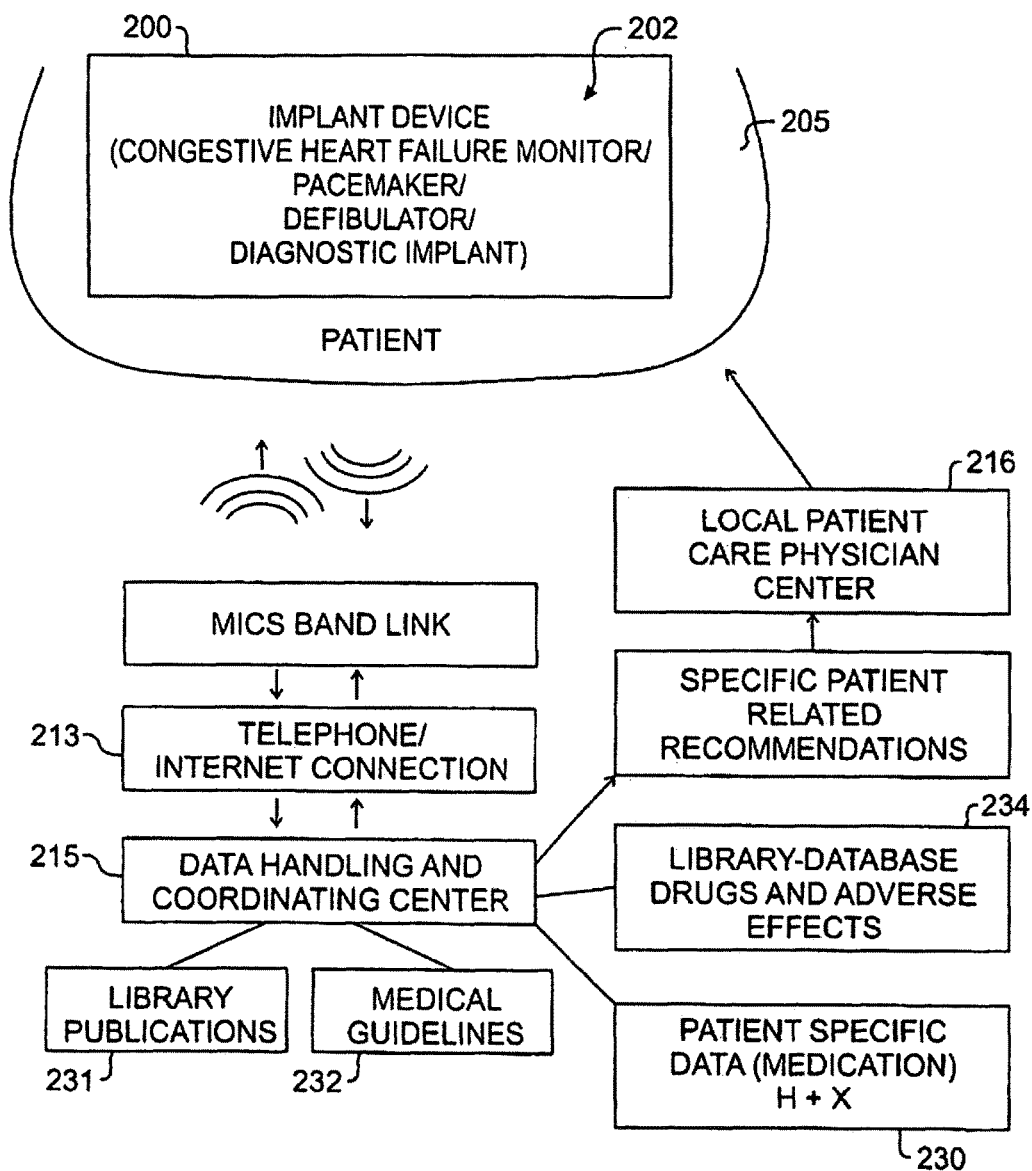 200
202
IMPLANT DEVICE
(CONGESTIVE HEART FAILURE MONITOR/
PACEMAKER/
DEFIBULATOR/
DIAGNOSTIC IMPLANT)
205
PATIENT
216
LOCAL PATIENT
CARE PHYSICIAN
CENTER
MICS BAND LINK
SPECIFIC PATIENT
RELATED
RECOMMENDATIONS
213
TELEPHONE/
INTERNET CONNECTION
234
215
DATA HANDLING AND
COORDINATING CENTER
LIBRARY-DATABASE
DRUGS AND ADVERSE
EFFECTS
LIBRARY
PUBLICATIONS
231
MEDICAL
GUIDELINES
232
PATIENT SPECIFIC
DATA (MEDICATION)
H + X
230